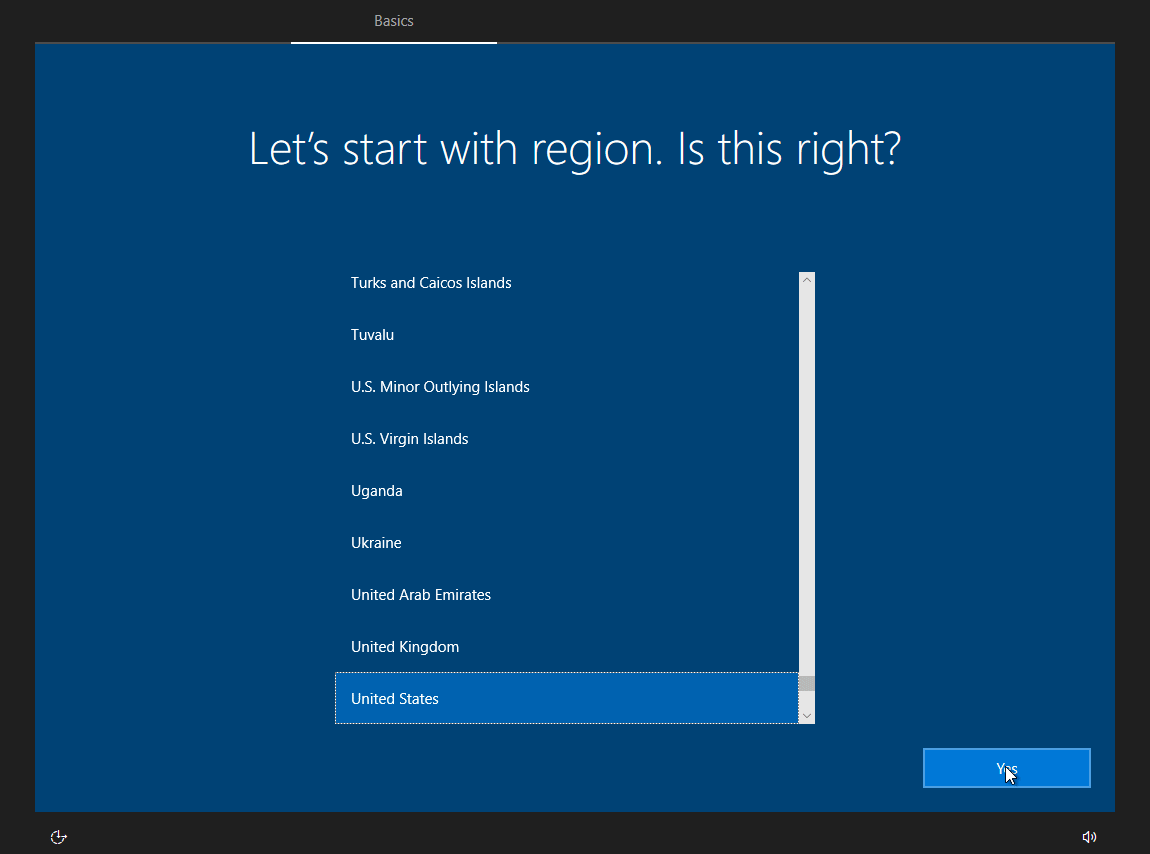 Basics
Let’s start with region. Is this right?
Turks and Caicos Islands
Tuvalu
U.S. Minor Outlying Islands
U.S. Virgin Islands
Uganda
Ukraine
United Arab Emirates
United Kingdom
United States
Yes